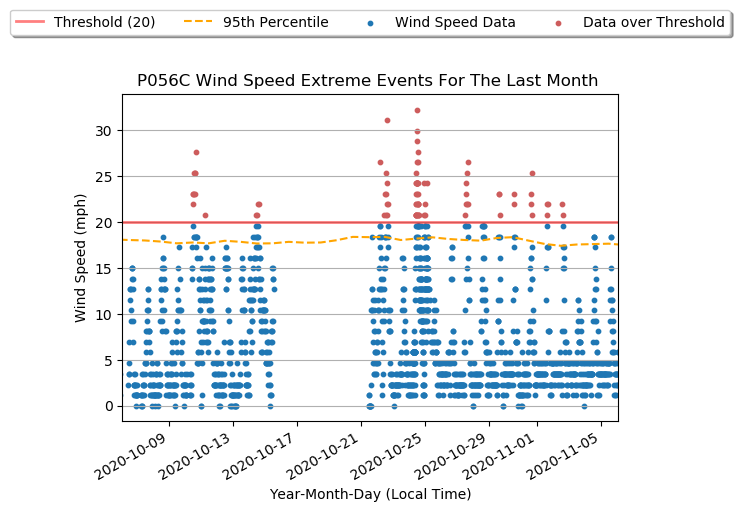 Threshold (20) 95th Percentile Wind Speed Data Data over Threshold
P056C Wind Speed Extreme Events For The Last Month
30
25
20
15
10
5
0
Wind Speed (mph)
2020-10-09 2020-10-13 2020-10-17 2020-10-21 2020-10-25 2020-10-29 2020-11-01 2020-11-05
Year-Month-Day (Local Time)